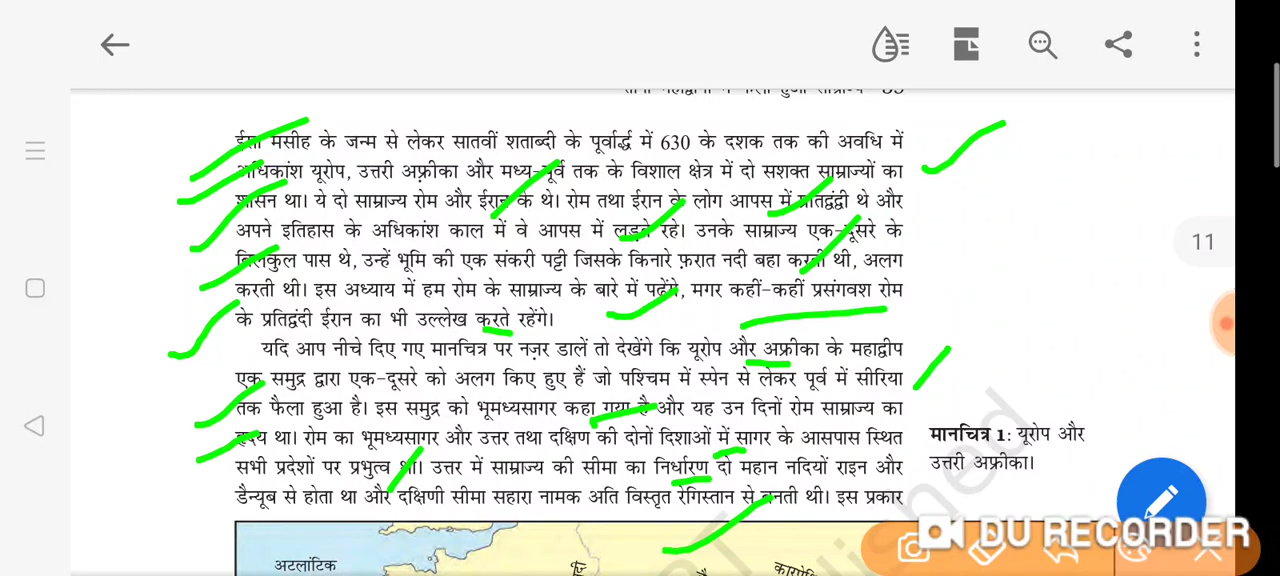 ईसा मसीह के जन्म से लेकर सातवीं शताब्दी के पूर्वार्द्ध में 630 के दशक तक की अवधि में
अधिकांश यूरोप, उत्तरी अफ़्रीका और मध्य-पूर्व तक के विशाल क्षेत्र में दो सशक्त साम्राज्यों का
शासन था। ये दो साम्राज्य रोम और ईरान के थे। रोम तथा ईरान के लोग आपस में प्रतिद्वंद्वी थे और
अपने इतिहास के अधिकांश काल में वे आपस में लड़ते रहे। उनके साम्राज्य एक-दूसरे के
बिलकुल पास थे, उन्हें भूमि की एक संकरी पट्टी जिसके किनारे फ़रात नदी बहा करती थी, अलग
करती थी। इस अध्याय में हम रोम के साम्राज्य के बारे में पढ़ेंगे, मगर कहीं-कहीं प्रसंगवश रोम
के प्रतिद्वंदी ईरान का भी उल्लेख करते रहेंगे।
यदि आप नीचे दिए गए मानचित्र पर नज़र डालें तो देखेंगे कि यूरोप और अफ्रीका के महाद्वीप
एक समुद्र द्वारा एक-दूसरे को अलग किए हुए हैं जो पश्चिम में स्पेन से लेकर पूर्व में सीरिया
तक फैला हुआ है। इस समुद्र को भूमध्यसागर कहा गया है और यह उन दिनों रोम साम्राज्य का
हृदय था। रोम का भूमध्यसागर और उत्तर तथा दक्षिण की दोनों दिशाओं में सागर के आसपास स्थित
सभी प्रदेशों पर प्रभुत्व था। उत्तर में साम्राज्य की सीमा का निर्धारण दो महान नदियों राइन और
डैन्यूब से होता था और दक्षिणी सीमा सहारा नामक अति विस्तृत रेगिस्तान से बनती थी। इस प्रकार
11
मानचित्र 1: यूरोप और
उत्तरी अफ्रीका।
अटलांटिक
DU RECORDER